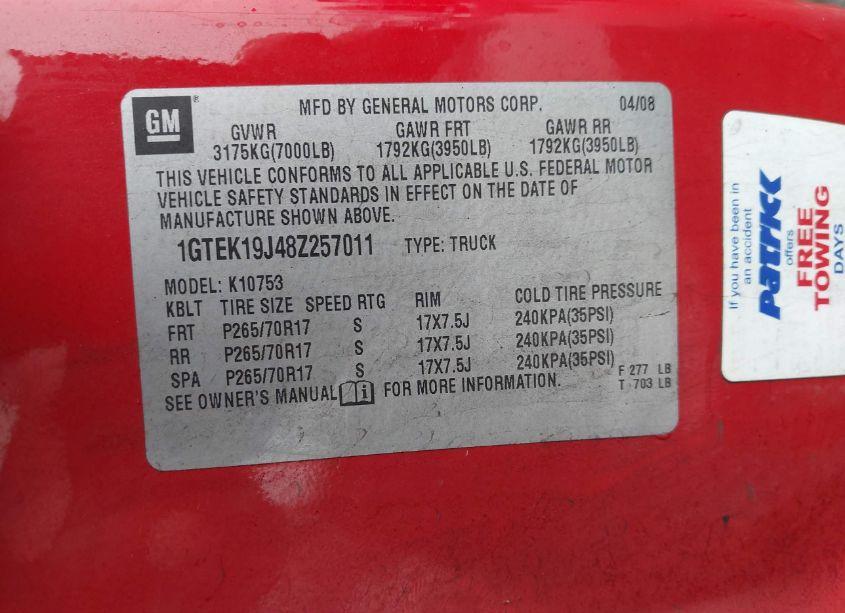 GM
®
MFD BY GENERAL MOTORS CORP. 04/08
GVWR GAWR FRT GAWR RR
3175KG(7000LB) 1792KG(3950LB) 1792KG(3950LB)
THIS VEHICLE CONFORMS TO ALL APPLICABLE U.S. FEDERAL MOTOR
VEHICLE SAFETY STANDARDS IN EFFECT ON THE DATE OF
MANUFACTURE SHOWN ABOVE.
1GTEK19J48Z257011 TYPE: TRUCK
MODEL: K10753
KBLT TIRE SIZE SPEED RTG RIM COLD TIRE PRESSURE
FRT P265/70R17 S 17X7.5J 240KPA(35PSI)
RR P265/70R17 S 17X7.5J 240KPA(35PSI)
SPA P265/70R17 S 17X7.5J 240KPA(35PSI)
SEE OWNER'S MANUAL i FOR MORE INFORMATION.
F 277 LB
T 703 LB
If you have been in
an accident
Patrick
offers
FREE
TOWING
DAYS